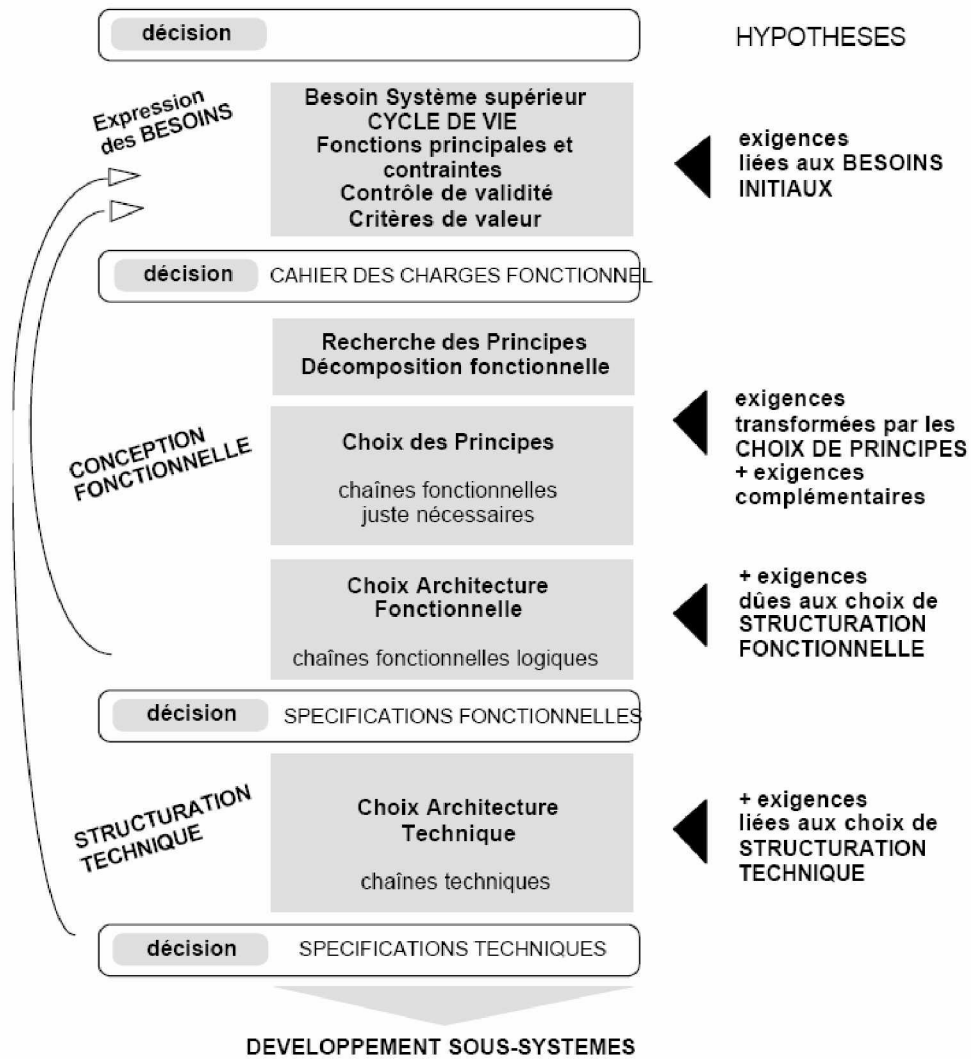 décision
HYPOTHESES
Expression
des BESOINS
Besoin Système supérieur
CYCLE DE VIE
Fonctions principales et
contraintes
Contrôle de validité
Critères de valeur
exigences
liées aux BESOINS
INITIAUX
décision CAHIER DES CHARGES FONCTIONNEL
CONCEPTION
FONCTIONNELLE
Recherche des Principes
Décomposition fonctionnelle
Choix des Principes
chaînes fonctionnelles
juste nécessaires
exigences
transformées par les
CHOIX DE PRINCIPES
+ exigences
complémentaires
Choix Architecture
Fonctionnelle
chaînes fonctionnelles logiques
+ exigences
dûes aux choix de
STRUCTURATION
FONCTIONNELLE
décision SPECIFICATIONS FONCTIONNELLES
STRUCTURATION
TECHNIQUE
Choix Architecture
Technique
chaînes techniques
+ exigences
liées aux choix de
STRUCTURATION
TECHNIQUE
décision SPECIFICATIONS TECHNIQUES
DEVELOPPEMENT SOUS-SYSTEMES